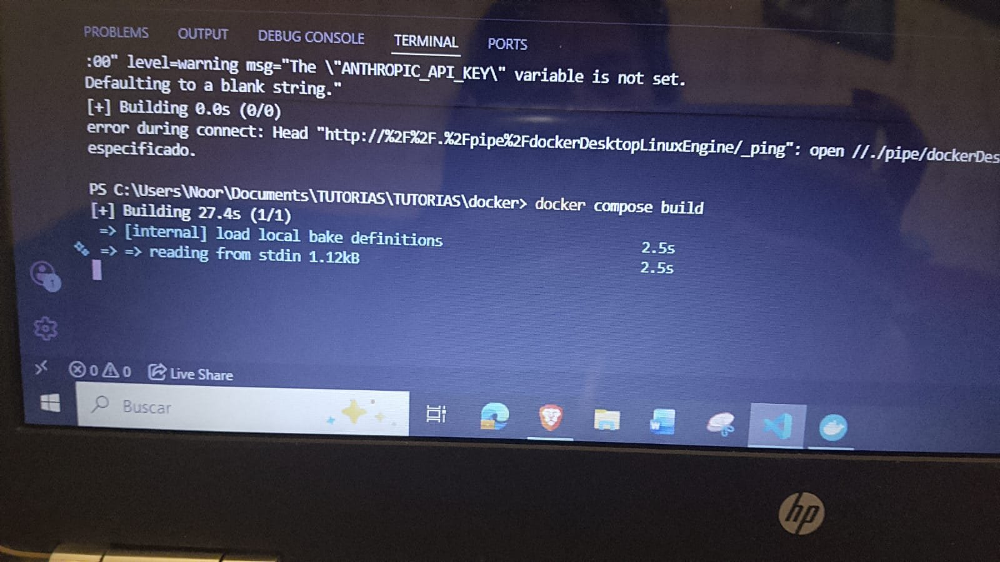 PROBLEMS OUTPUT DEBUG CONSOLE TERMINAL PORTS
:00" level=warning msg="The \"ANTHROPIC_API_KEY\" variable is not set.
Defaulting to a blank string."
[+] Building 0.0s (0/0)
error during connect: Head "http://%2F%2F.%2Fpipe%2FdockerDesktopLinuxEngine/_ping": open //./pipe/dockerDes
especificado.
PS C:\Users\Noor\Documents\TUTORIAS\TUTORIAS\docker> docker compose build
[+] Building 27.4s (1/1)
=> [internal] load local bake definitions 2.5s
=> => reading from stdin 1.12kB 2.5s
1
0 0 Live Share
Buscar
W
hp